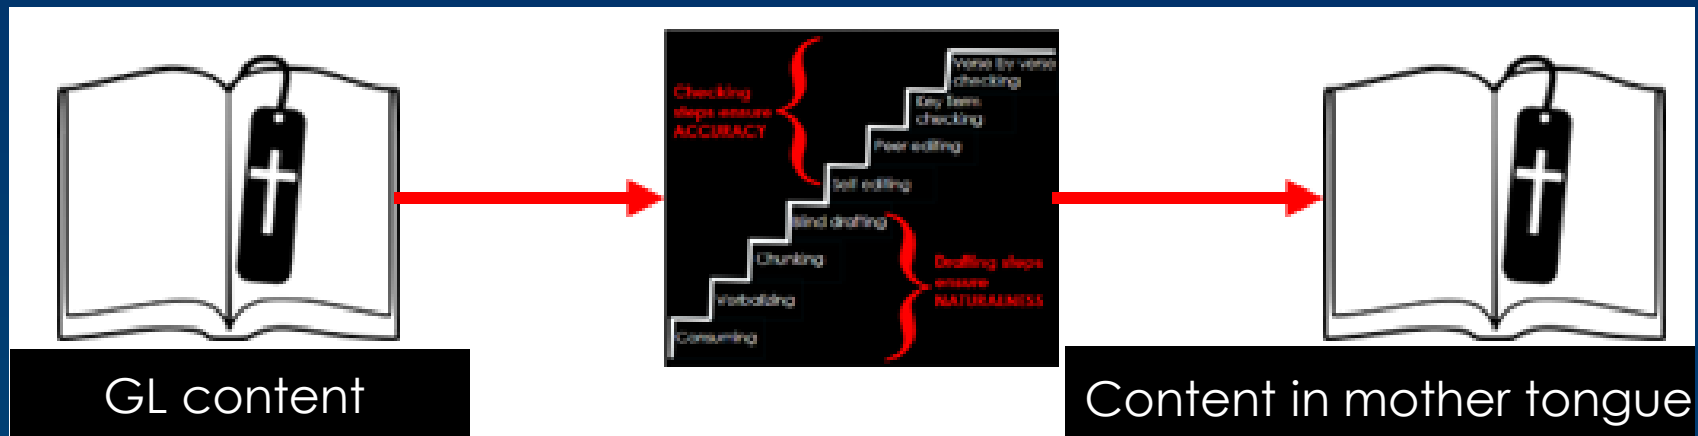 Verse by verse
checking
Key term
checking
Checking
steps ensure
ACCURACY
Peer editing
Self editing
Blind drafting
Chunking
Drafting steps
ensure
NATURALNESS
Verbalizing
Consuming
GL content
Content in mother tongue